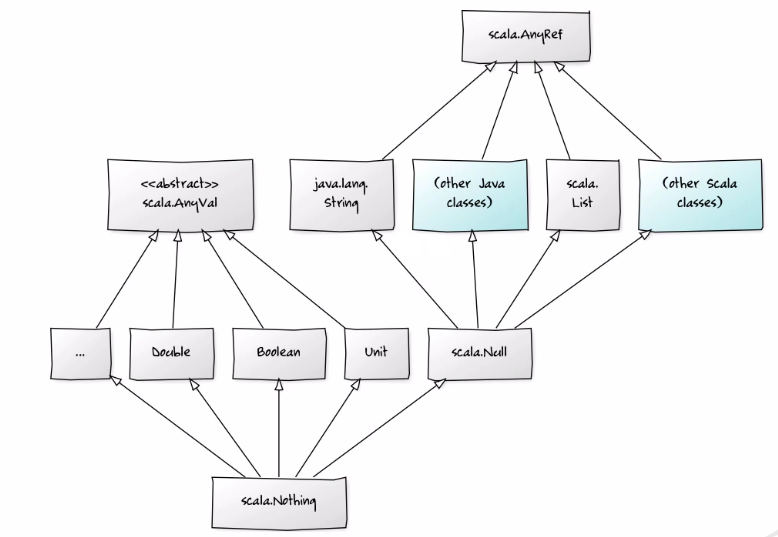 scala.AnyRef
<<abstract>>
scala.AnyVal
java.lang.
String
(other Java
classes)
scala.
List
(other Scala
classes)
...
Double
Boolean
Unit
scala.Null
scala.Nothing